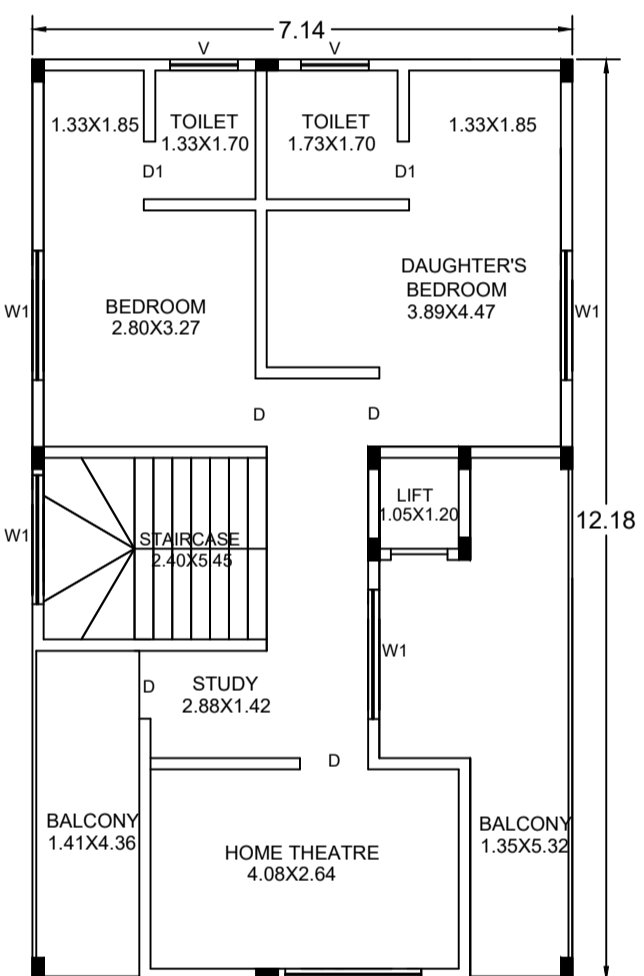 7.14
V
V
1.33X1.85
TOILET
1.33X1.70
TOILET
1.73X1.70
1.33X1.85
D1
D1
W1
BEDROOM
2.80X3.27
DAUGHTER'S
BEDROOM
3.89X4.47
W1
D
D
LIFT
1.05X1.20
12.18
W1
STAIRCASE
2.40X5.45
W1
D
STUDY
2.88X1.42
D
BALCONY
1.41X4.36
HOME THEATRE
4.08X2.64
BALCONY
1.35X5.32